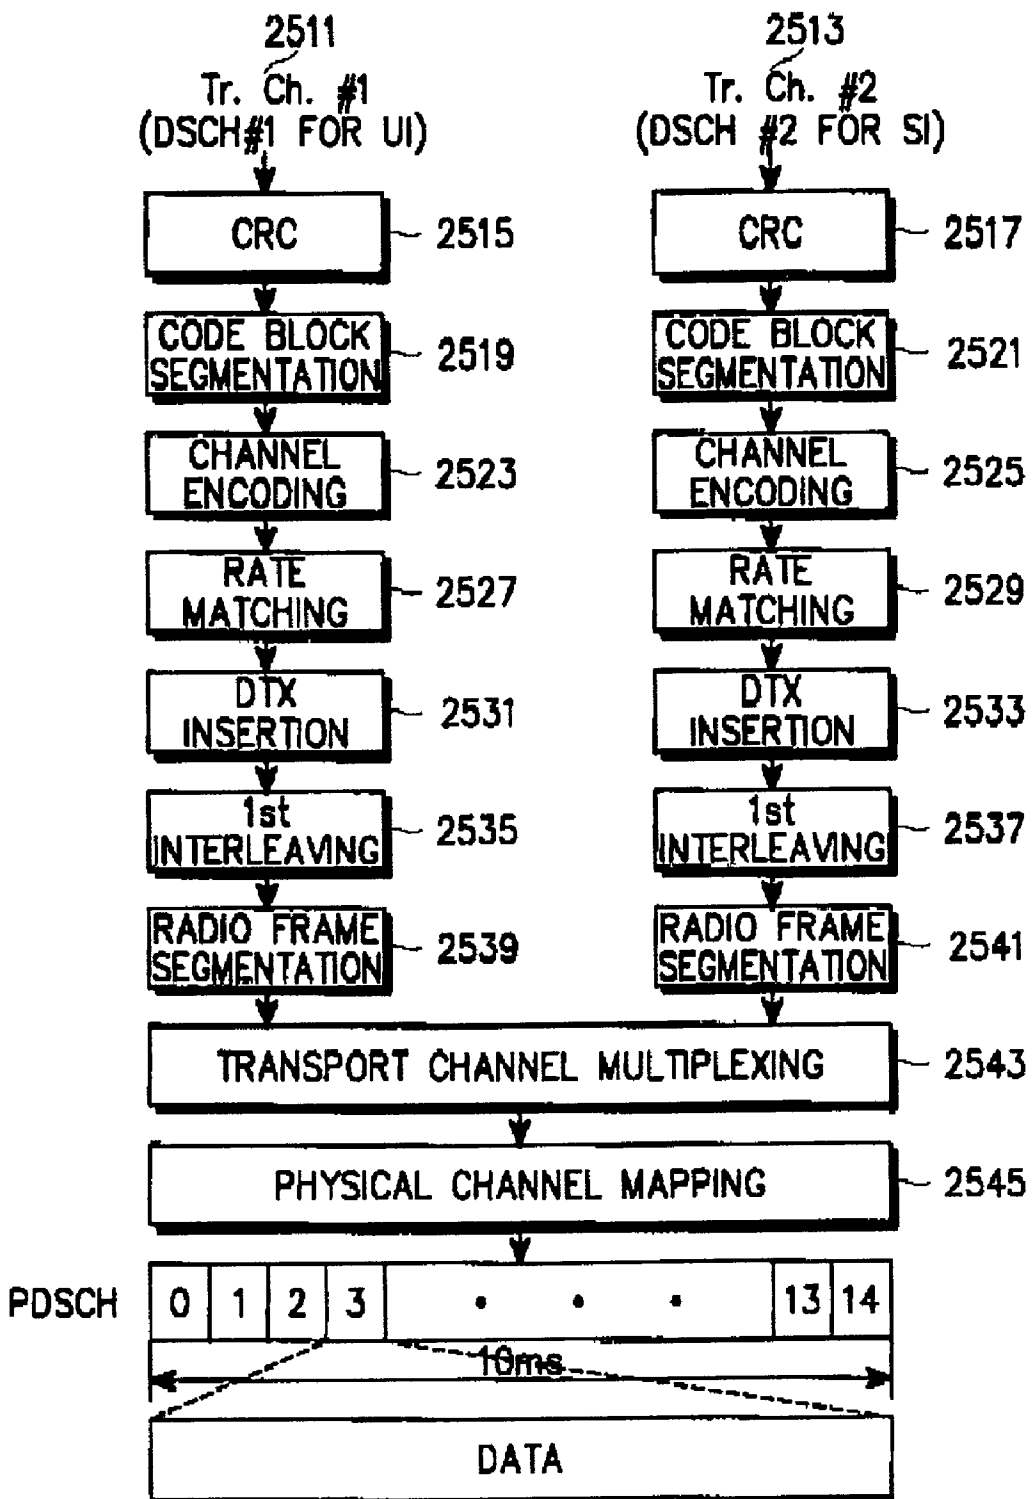 2511
Tr. Ch. #1
(DSCH#1 FOR UI)
2513
Tr. Ch. #2
(DSCH #2 FOR SI)
CRC
2515
CRC
2517
CODE BLOCK
SEGMENTATION
2519
CODE BLOCK
SEGMENTATION
2521
CHANNEL
ENCODING
2523
CHANNEL
ENCODING
2525
RATE
MATCHING
2527
RATE
MATCHING
2529
DTX
INSERTION
2531
DTX
INSERTION
2533
1st
INTERLEAVING
2535
1st
INTERLEAVING
2537
RADIO FRAME
SEGMENTATION
2539
RADIO FRAME
SEGMENTATION
2541
TRANSPORT CHANNEL MULTIPLEXING
2543
PHYSICAL CHANNEL MAPPING
2545
PDSCH 0 1 2 3 • • • 13 14
10ms
DATA